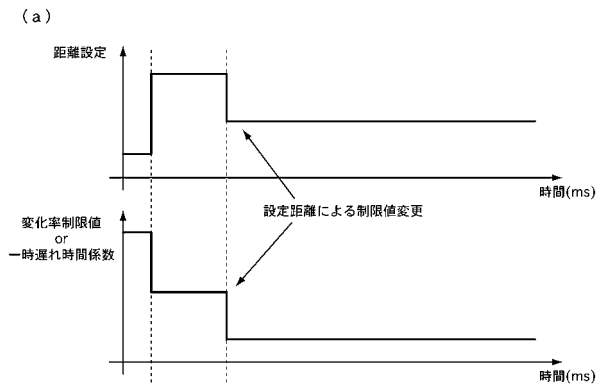 (a)
距離設定
時間(ms)
設定距離による制限値変更
変化率制限値
or
一時遅れ時間係数
時間(ms)